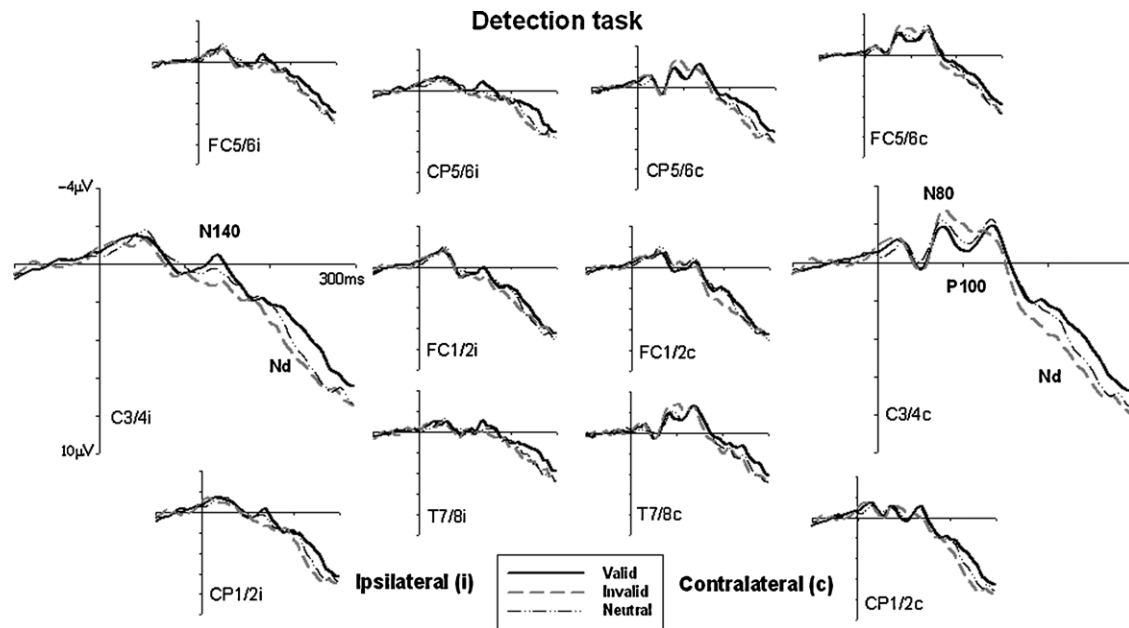 Detection task
FC5/6i
CP5/6i
CP5/6c
FC5/6c
–4µV
N140
300ms
Nd
C3/4i
10µV
FC1/2i
FC1/2c
N80
P100
Nd
C3/4c
T7/8i
T7/8c
CP1/2i
Ipsilateral (i)
Valid
Invalid
Neutral
Contralateral (c)
CP1/2c